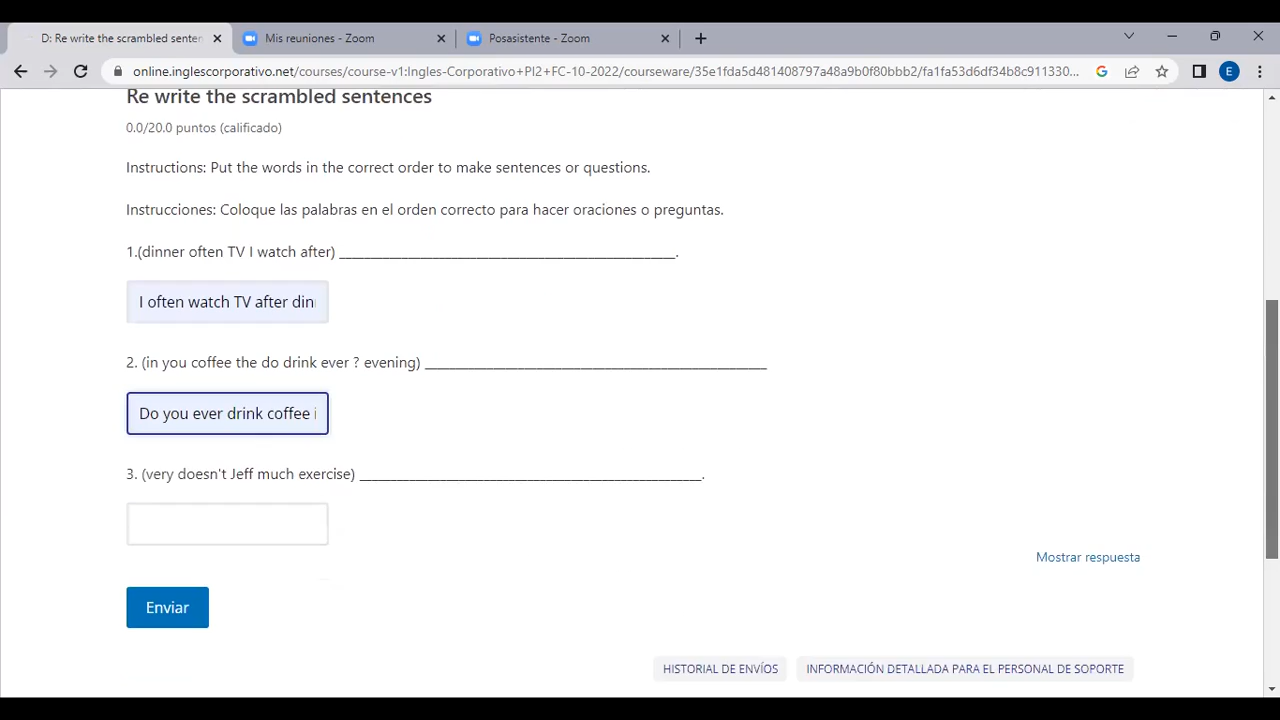 D: Re write the scrambled senten
Mis reuniones - Zoom
Posasistente - Zoom
online.inglescorporativo.net/courses/course-v1:Ingles-Corporativo+PI2+FC-10-2022/courseware/35e1fda5d481408797a48a9b0f80bbb2/fa1fa53d6df34b8c911330...
E
Re write the scrambled sentences
0.0/20.0 puntos (calificado)
Instructions: Put the words in the correct order to make sentences or questions.
Instrucciones: Coloque las palabras en el orden correcto para hacer oraciones o preguntas.
1.(dinner often TV I watch after) ________________________________________________.
I often watch TV after din
2. (in you coffee the do drink ever ? evening) _________________________________________________
Do you ever drink coffee i
3. (very doesn't Jeff much exercise) _________________________________________________.
Mostrar respuesta
Enviar
HISTORIAL DE ENVÍOS
INFORMACIÓN DETALLADA PARA EL PERSONAL DE SOPORTE